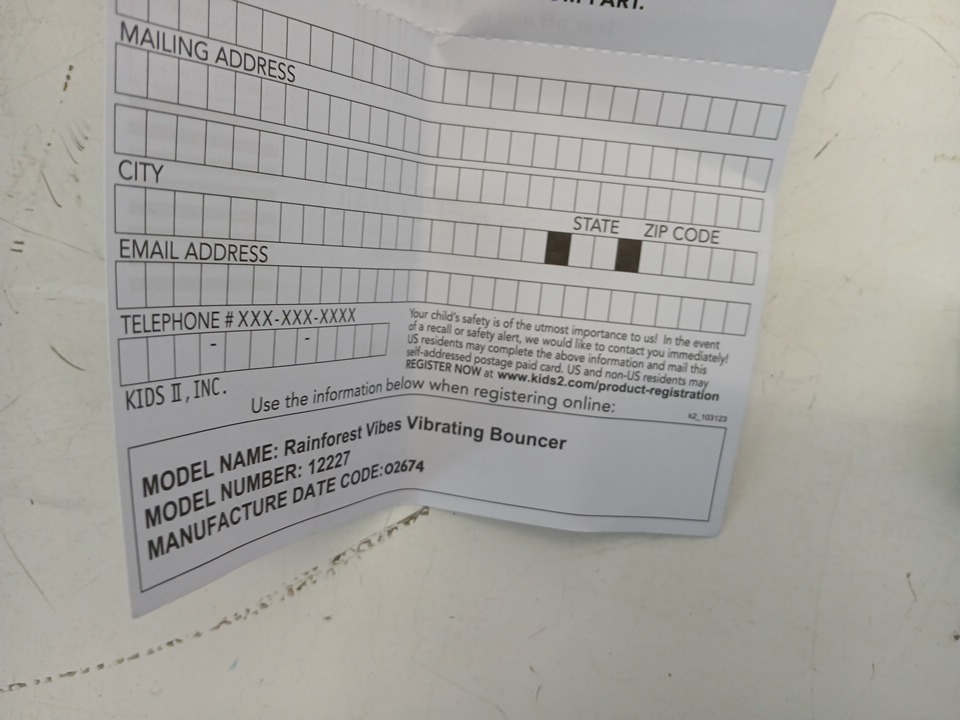 PART.
MAILING ADDRESS
CITY
STATE ZIP CODE
EMAIL ADDRESS
TELEPHONE # XXX-XXX-XXXX
- -
KIDS II, INC.
Your child's safety is of the utmost importance to us! In the event
of a recall or safety alert, we would like to contact you immediately!
US residents may complete the above information and mail this
self-addressed postage paid card. US and non-US residents may
REGISTER NOW at www.kids2.com/product-registration
k2_103123
Use the information below when registering online:
MODEL NAME: Rainforest Vibes Vibrating Bouncer
MODEL NUMBER: 12227
MANUFACTURE DATE CODE:02674